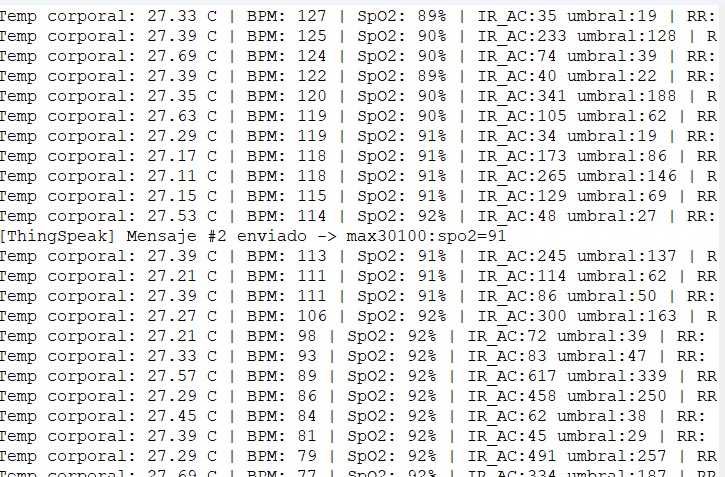 Temp corporal: 27.33 C | BPM: 127 | SpO2: 89% | IR_AC:35 umbral:19 | RR:
Temp corporal: 27.39 C | BPM: 125 | SpO2: 90% | IR_AC:233 umbral:128 | R
Temp corporal: 27.69 C | BPM: 124 | SpO2: 90% | IR_AC:74 umbral:39 | RR:
Temp corporal: 27.39 C | BPM: 122 | SpO2: 89% | IR_AC:40 umbral:22 | RR:
Temp corporal: 27.35 C | BPM: 120 | SpO2: 90% | IR_AC:341 umbral:188 | R
Temp corporal: 27.63 C | BPM: 119 | SpO2: 90% | IR_AC:105 umbral:62 | RR
Temp corporal: 27.29 C | BPM: 119 | SpO2: 91% | IR_AC:34 umbral:19 | RR:
Temp corporal: 27.17 C | BPM: 118 | SpO2: 91% | IR_AC:173 umbral:86 | RR
Temp corporal: 27.11 C | BPM: 118 | SpO2: 91% | IR_AC:265 umbral:146 | R
Temp corporal: 27.15 C | BPM: 115 | SpO2: 91% | IR_AC:129 umbral:69 | RR
Temp corporal: 27.53 C | BPM: 114 | SpO2: 92% | IR_AC:48 umbral:27 | RR:
[ThingSpeak] Mensaje #2 enviado -> max30100:spo2=91
Temp corporal: 27.39 C | BPM: 113 | SpO2: 91% | IR_AC:245 umbral:137 | R
Temp corporal: 27.21 C | BPM: 111 | SpO2: 91% | IR_AC:114 umbral:62 | RR
Temp corporal: 27.39 C | BPM: 111 | SpO2: 91% | IR_AC:86 umbral:50 | RR:
Temp corporal: 27.27 C | BPM: 106 | SpO2: 92% | IR_AC:300 umbral:163 | R
Temp corporal: 27.21 C | BPM: 98 | SpO2: 92% | IR_AC:72 umbral:39 | RR:
Temp corporal: 27.33 C | BPM: 93 | SpO2: 92% | IR_AC:83 umbral:47 | RR:
Temp corporal: 27.57 C | BPM: 89 | SpO2: 92% | IR_AC:617 umbral:339 | RR
Temp corporal: 27.29 C | BPM: 86 | SpO2: 92% | IR_AC:458 umbral:250 | RR
Temp corporal: 27.45 C | BPM: 84 | SpO2: 92% | IR_AC:62 umbral:38 | RR:
Temp corporal: 27.39 C | BPM: 81 | SpO2: 92% | IR_AC:45 umbral:29 | RR:
Temp corporal: 27.29 C | BPM: 79 | SpO2: 92% | IR_AC:491 umbral:257 | RR
Temp corporal: 27.69 C | BPM: 77 | SpO2: 92% | IR_AC:334 umbral:187 | RR